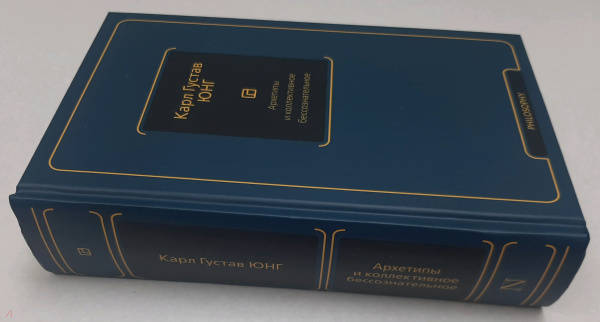 Карл Густав
ЮНГ
Архетипы
и коллективное
бессознательное
PHILOSOPHY
Карл Густав ЮНГ
Архетипы
и коллективное
бессознательное
N